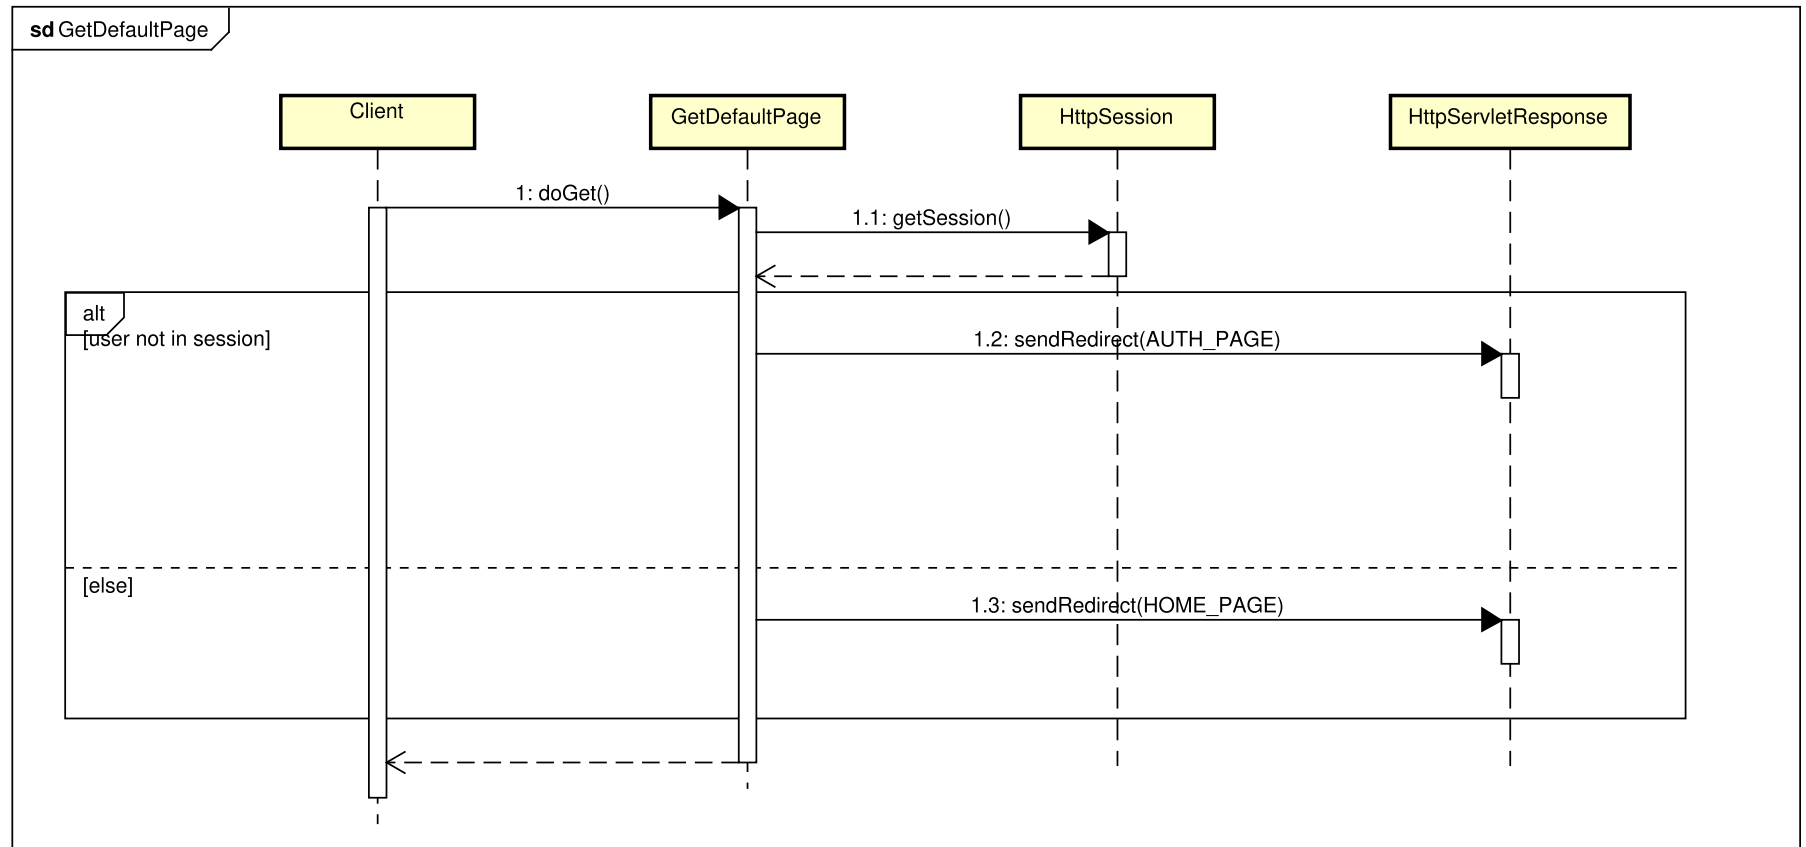 sd GetDefaultPage
Client
GetDefaultPage
HttpSession
HttpServletResponse
1: doGet()
1.1: getSession()
alt
[user not in session]
1.2: sendRedirect(AUTH_PAGE)
[else]
1.3: sendRedirect(HOME_PAGE)